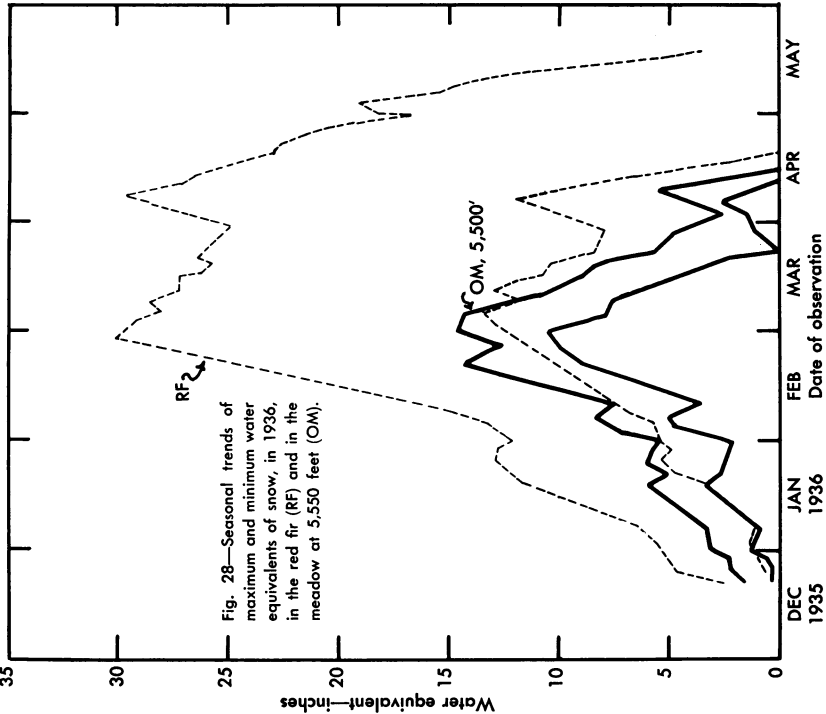 35
30
25
20
15
10
5
0
Water equivalent—inches
RF
OM, 5,500'
Fig. 28—Seasonal trends of
maximum and minimum water
equivalents of snow, in 1936,
in the red fir (RF) and in the
meadow at 5,550 feet (OM).
DEC JAN FEB MAR APR MAY
1935 1936
Date of observation